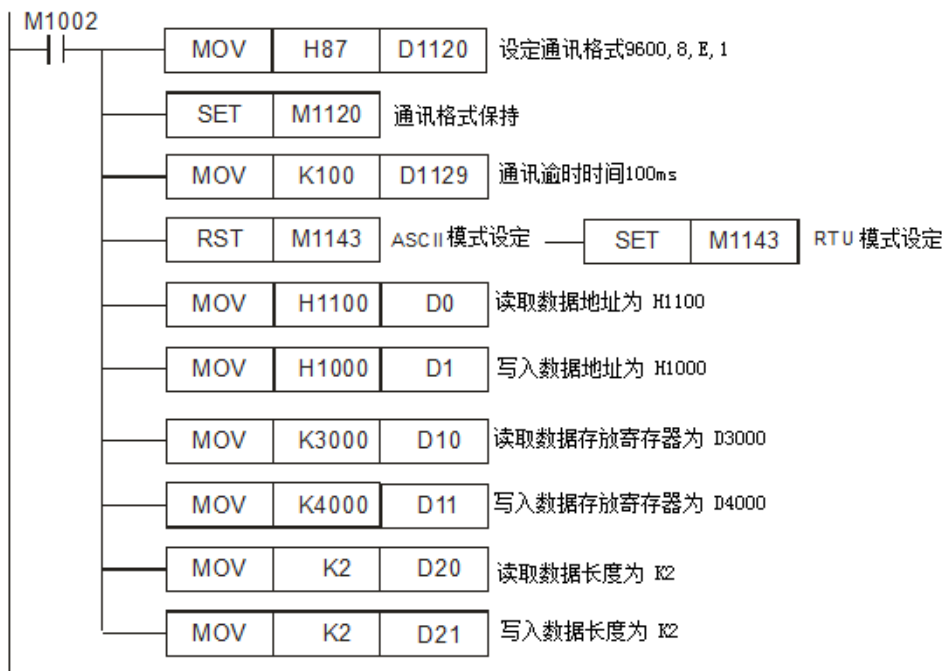 M1002
MOV H87 D1120 设定通讯格式9600,8,E,1
SET M1120 通讯格式保持
MOV K100 D1129 通讯逾时时间100ms
RST M1143 ASCII模式设定 SET M1143 RTU模式设定
MOV H1100 D0 读取数据地址为 H1100
MOV H1000 D1 写入数据地址为 H1000
MOV K3000 D10 读取数据存放寄存器为 D3000
MOV K4000 D11 写入数据存放寄存器为 D4000
MOV K2 D20 读取数据长度为 K2
MOV K2 D21 写入数据长度为 K2